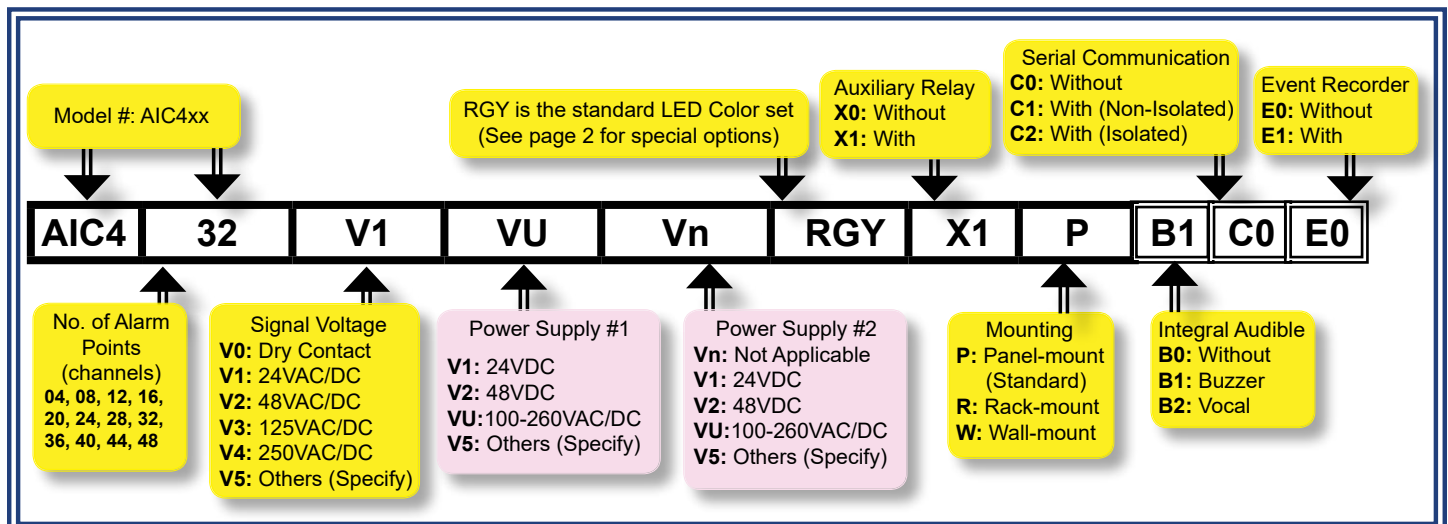 Model #: AIC4xx
RGY is the standard LED Color set
(See page 2 for special options)
Auxiliary Relay
X0: Without
X1: With
Serial Communication
C0: Without
C1: With (Non-Isolated)
C2: With (Isolated)
Event Recorder
E0: Without
E1: With
AIC4 32 V1 VU Vn RGY X1 P B1 C0 E0
No. of Alarm
Points
(channels)
04, 08, 12, 16,
20, 24, 28, 32,
36, 40, 44, 48
Signal Voltage
V0: Dry Contact
V1: 24VAC/DC
V2: 48VAC/DC
V3: 125VAC/DC
V4: 250VAC/DC
V5: Others (Specify)
Power Supply #1
V1: 24VDC
V2: 48VDC
VU:100-260VAC/DC
V5: Others (Specify)
Power Supply #2
Vn: Not Applicable
V1: 24VDC
V2: 48VDC
VU:100-260VAC/DC
V5: Others (Specify)
Mounting
P: Panel-mount
(Standard)
R: Rack-mount
W: Wall-mount
Integral Audible
B0: Without
B1: Buzzer
B2: Vocal